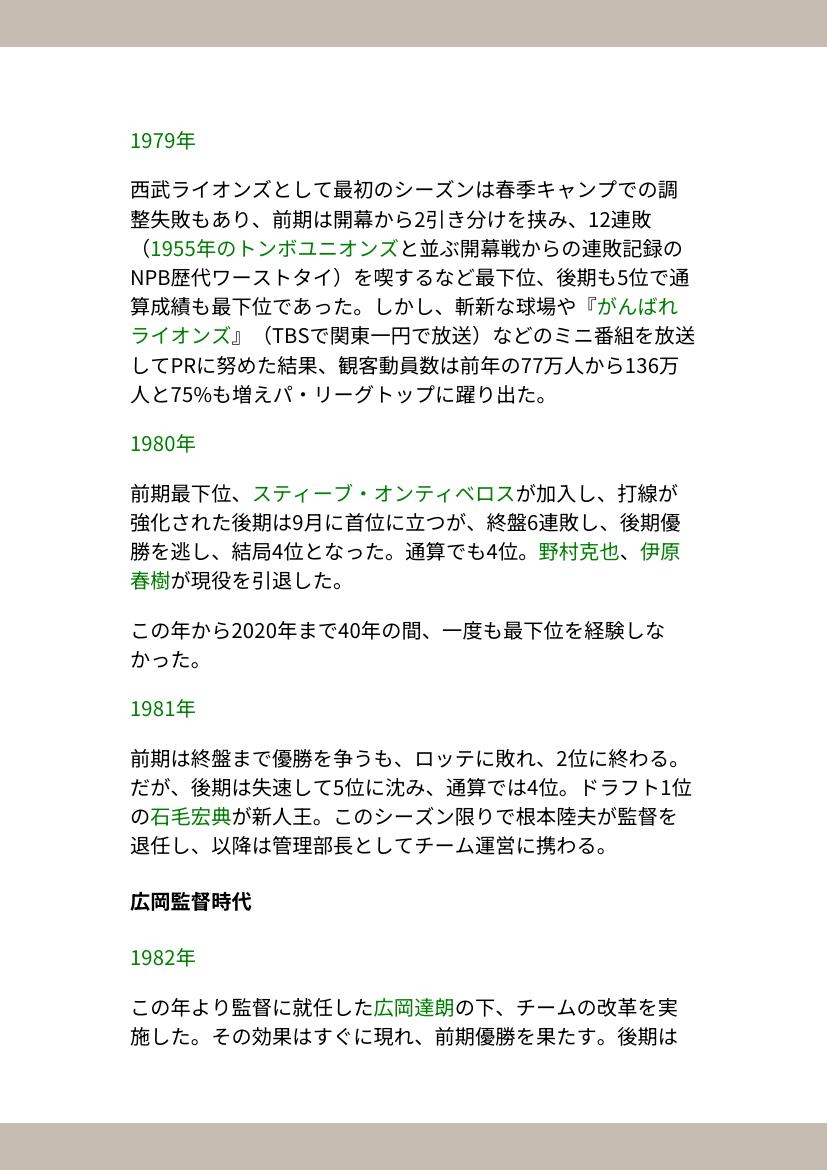 1979年
西武ライオンズとして最初のシーズンは春季キャンプでの調
整失敗もあり、前期は開幕から2引き分けを挟み、12連敗
（1955年のトンボユニオンズと並ぶ開幕戦からの連敗記録の
NPB歴代ワーストタイ）を喫するなど最下位、後期も5位で通
算成績も最下位であった。しかし、斬新な球場や『がんばれ
ライオンズ』（TBSで関東一円で放送）などのミニ番組を放送
してPRに努めた結果、観客動員数は前年の77万人から136万
人と75%も増えパ・リーグトップに躍り出た。
1980年
前期最下位、スティーブ・オンティベロスが加入し、打線が
強化された後期は9月に首位に立つが、終盤6連敗し、後期優
勝を逃し、結局4位となった。通算でも4位。野村克也、伊原
春樹が現役を引退した。
この年から2020年まで40年の間、一度も最下位を経験しな
かった。
1981年
前期は終盤まで優勝を争うも、ロッテに敗れ、2位に終わる。
だが、後期は失速して5位に沈み、通算では4位。ドラフト1位
の石毛宏典が新人王。このシーズン限りで根本陸夫が監督を
退任し、以降は管理部長としてチーム運営に携わる。
広岡監督時代
1982年
この年より監督に就任した広岡達朗の下、チームの改革を実
施した。その効果はすぐに現れ、前期優勝を果たす。後期は